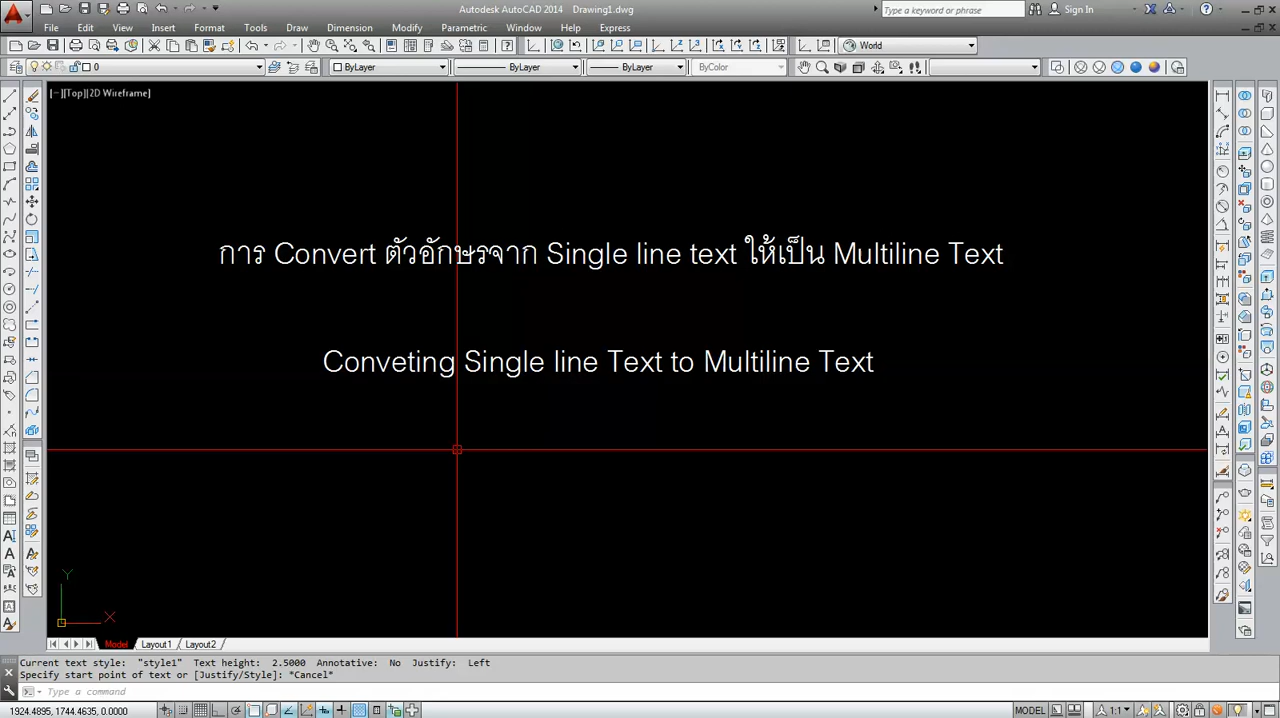 Autodesk AutoCAD 2014 Drawing1.dwg
Type a keyword or phrase
Sign In
File Edit View Insert Format Tools Draw Dimension Modify Parametric Window Help Express
World
0
ByLayer
ByLayer
ByLayer
ByColor
[−][Top][2D Wireframe]
การ Convert ตัวอักษรจาก Single line text ให้เป็น Multiline Text
Conveting Single line Text to Multiline Text
Y
X
Model Layout1 Layout2
Current text style: "style1" Text height: 2.5000 Annotative: No Justify: Left
Specify start point of text or [Justify/Style]: *Cancel*
Type a command
1924.4895, 1744.4635, 0.0000
MODEL
1:1